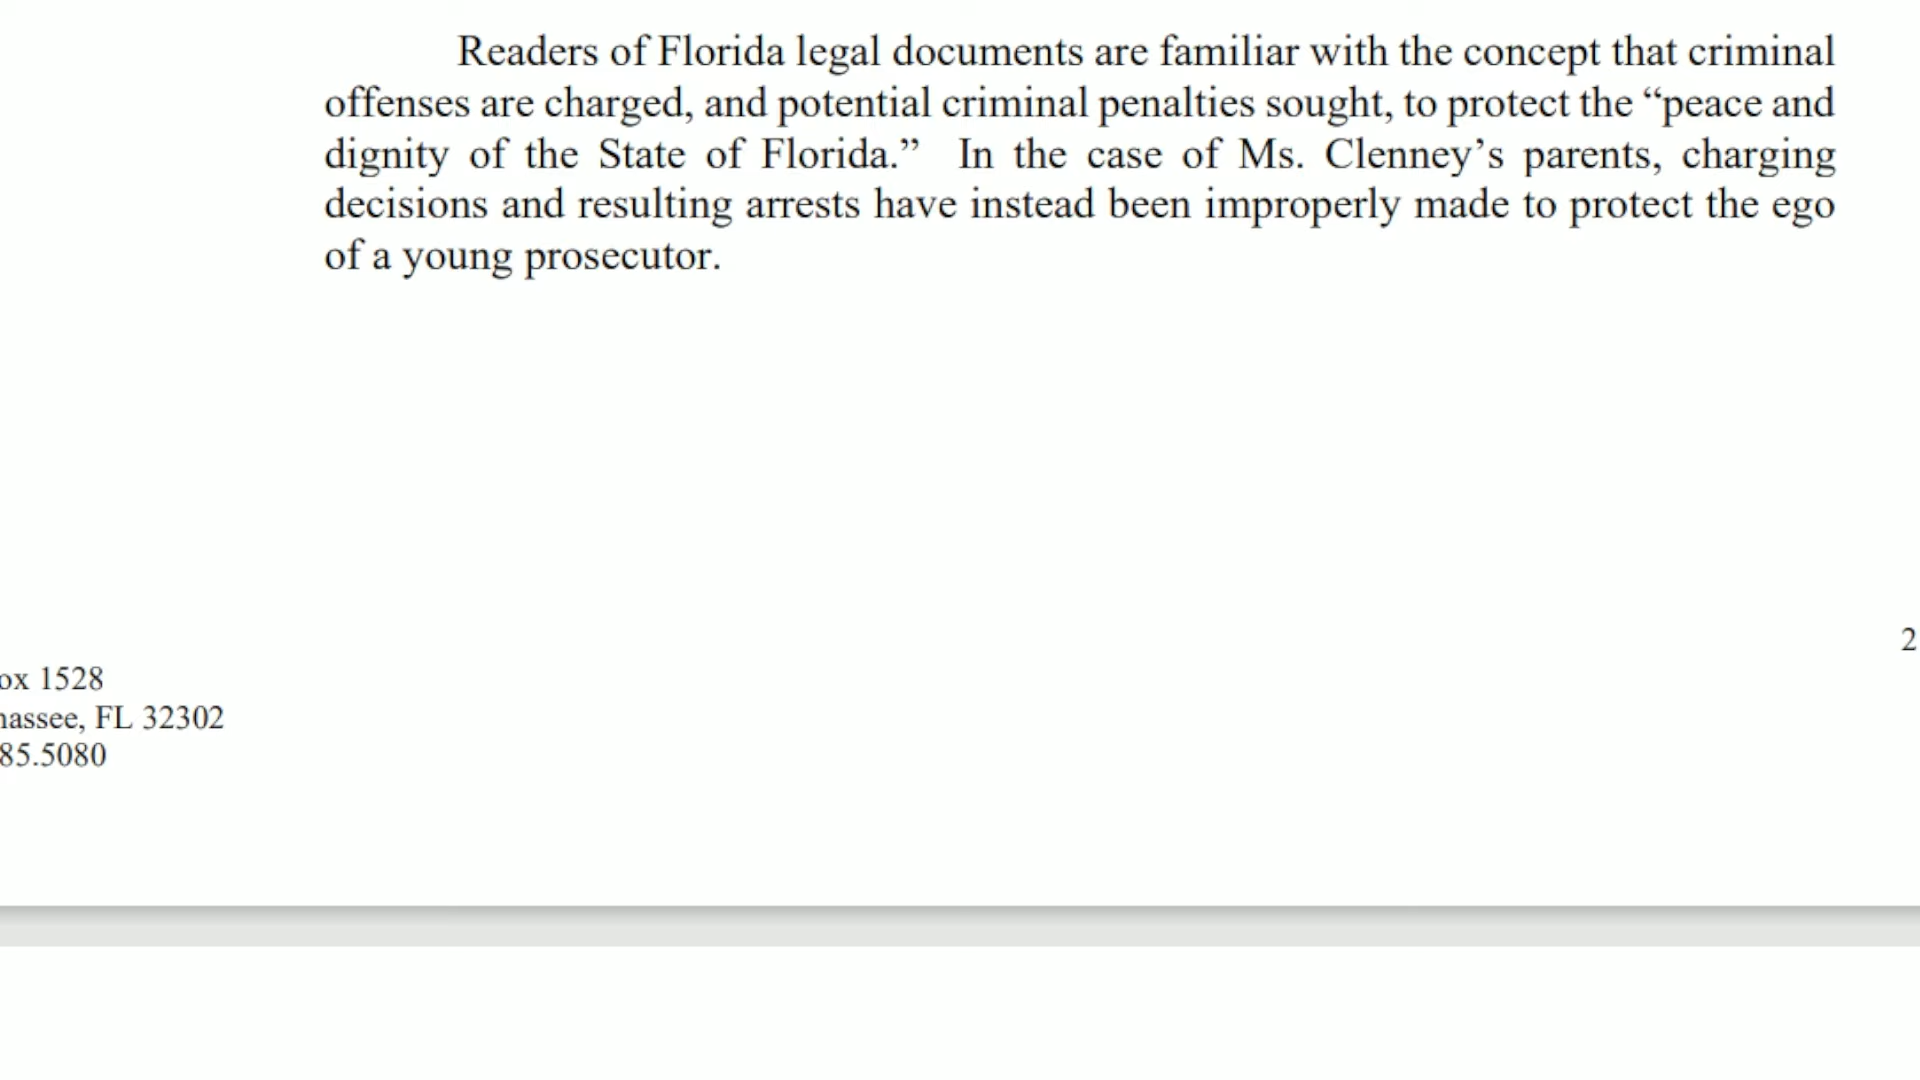 Readers of Florida legal documents are familiar with the concept that criminal
offenses are charged, and potential criminal penalties sought, to protect the “peace and
dignity of the State of Florida.” In the case of Ms. Clenney’s parents, charging
decisions and resulting arrests have instead been improperly made to protect the ego
of a young prosecutor.
2
ox 1528
hassee, FL 32302
85.5080